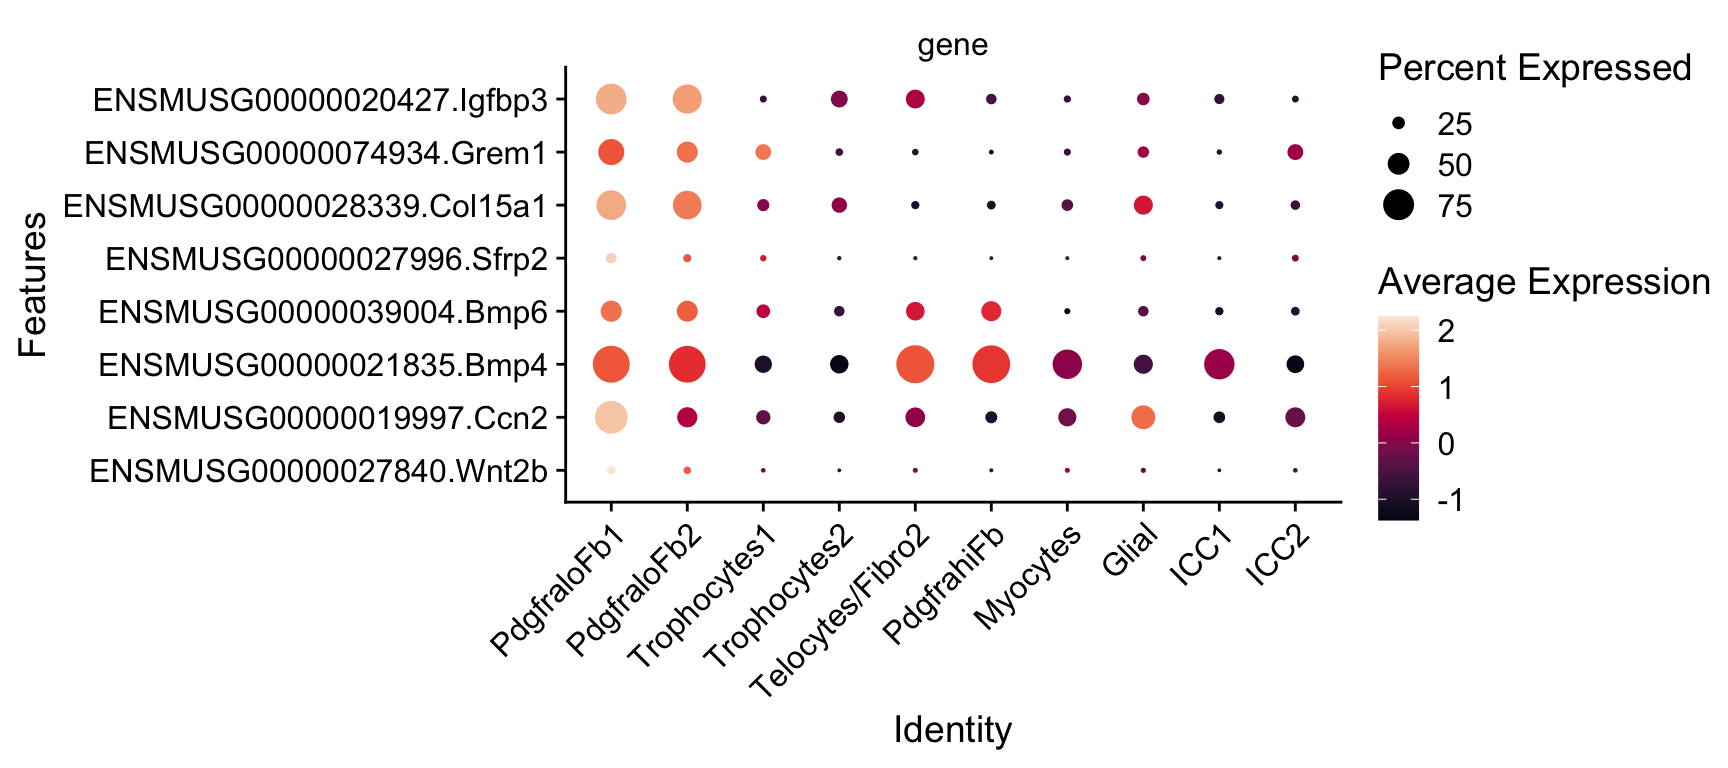 gene
Features
ENSMUSG00000020427.Igfbp3
ENSMUSG00000074934.Grem1
ENSMUSG00000028339.Col15a1
ENSMUSG00000027996.Sfrp2
ENSMUSG00000039004.Bmp6
ENSMUSG00000021835.Bmp4
ENSMUSG00000019997.Ccn2
ENSMUSG00000027840.Wnt2b
PdgfraloFb1
PdgfraloFb2
Trophocytes1
Trophocytes2
Telocytes/Fibro2
PdgfrahiFb
Myocytes
Glial
ICC1
ICC2
Identity
Percent Expressed
25
50
75
Average Expression
2
1
0
-1